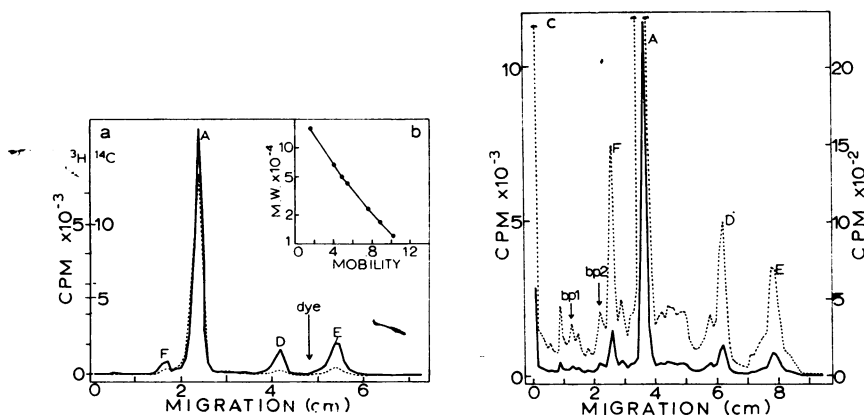 a
³H ¹⁴C
CPM x10⁻³
10
5
0
F
A
D
E
dye
0 2 4 6
MIGRATION (cm)
b
M.W. x10⁻⁴
10
5
2
1
0 4 8 12
MOBILITY
C
CPM x10⁻³
10
5
0
bp1
bp2
F
A
D
E
20
15
10
5
0
CPM x10⁻²
0 2 4 6 8
MIGRATION (cm)